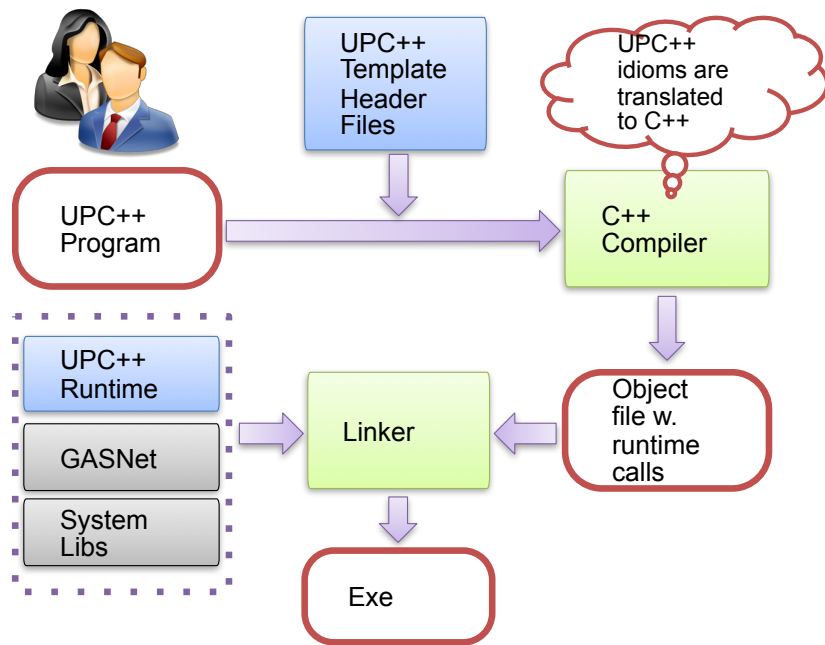 UPC++
Template
Header
Files
UPC++
idioms are
translated
to C++
UPC++
Program
C++
Compiler
UPC++
Runtime
GASNet
System
Libs
Linker
Object
file w.
runtime
calls
Exe